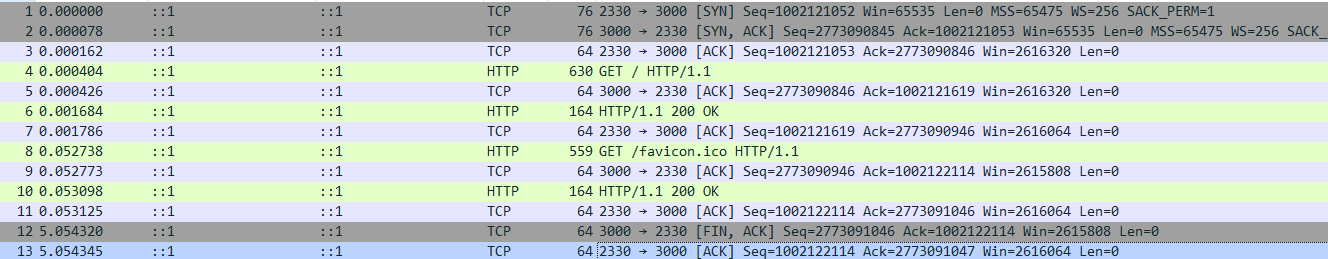 1 0.000000 ::1 ::1 TCP 76 2330 → 3000 [SYN] Seq=1002121052 Win=65535 Len=0 MSS=65475 WS=256 SACK_PERM=1
2 0.000078 ::1 ::1 TCP 76 3000 → 2330 [SYN, ACK] Seq=2773090845 Ack=1002121053 Win=65535 Len=0 MSS=65475 WS=256 SACK_
3 0.000162 ::1 ::1 TCP 64 2330 → 3000 [ACK] Seq=1002121053 Ack=2773090846 Win=2616320 Len=0
4 0.000404 ::1 ::1 HTTP 630 GET / HTTP/1.1
5 0.000426 ::1 ::1 TCP 64 3000 → 2330 [ACK] Seq=2773090846 Ack=1002121619 Win=2616320 Len=0
6 0.001684 ::1 ::1 HTTP 164 HTTP/1.1 200 OK
7 0.001786 ::1 ::1 TCP 64 2330 → 3000 [ACK] Seq=1002121619 Ack=2773090946 Win=2616064 Len=0
8 0.052738 ::1 ::1 HTTP 559 GET /favicon.ico HTTP/1.1
9 0.052773 ::1 ::1 TCP 64 3000 → 2330 [ACK] Seq=2773090946 Ack=1002122114 Win=2615808 Len=0
10 0.053098 ::1 ::1 HTTP 164 HTTP/1.1 200 OK
11 0.053125 ::1 ::1 TCP 64 2330 → 3000 [ACK] Seq=1002122114 Ack=2773091046 Win=2616064 Len=0
12 5.054320 ::1 ::1 TCP 64 3000 → 2330 [FIN, ACK] Seq=2773091046 Ack=1002122114 Win=2615808 Len=0
13 5.054345 ::1 ::1 TCP 64 2330 → 3000 [ACK] Seq=1002122114 Ack=2773091047 Win=2616064 Len=0